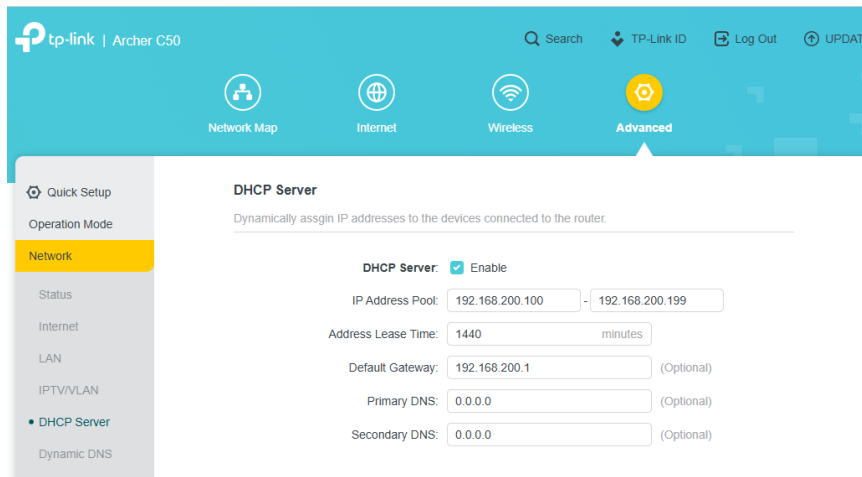 tp-link | Archer C50
Search TP-Link ID Log Out UPDAT
Network Map Internet Wireless Advanced
Quick Setup
Operation Mode
Network
Status
Internet
LAN
IPTV/VLAN
DHCP Server
Dynamic DNS
DHCP Server
Dynamically assgin IP addresses to the devices connected to the router.
DHCP Server: Enable
IP Address Pool: 192.168.200.100 - 192.168.200.199
Address Lease Time: 1440 minutes
Default Gateway: 192.168.200.1 (Optional)
Primary DNS: 0.0.0.0 (Optional)
Secondary DNS: 0.0.0.0 (Optional)